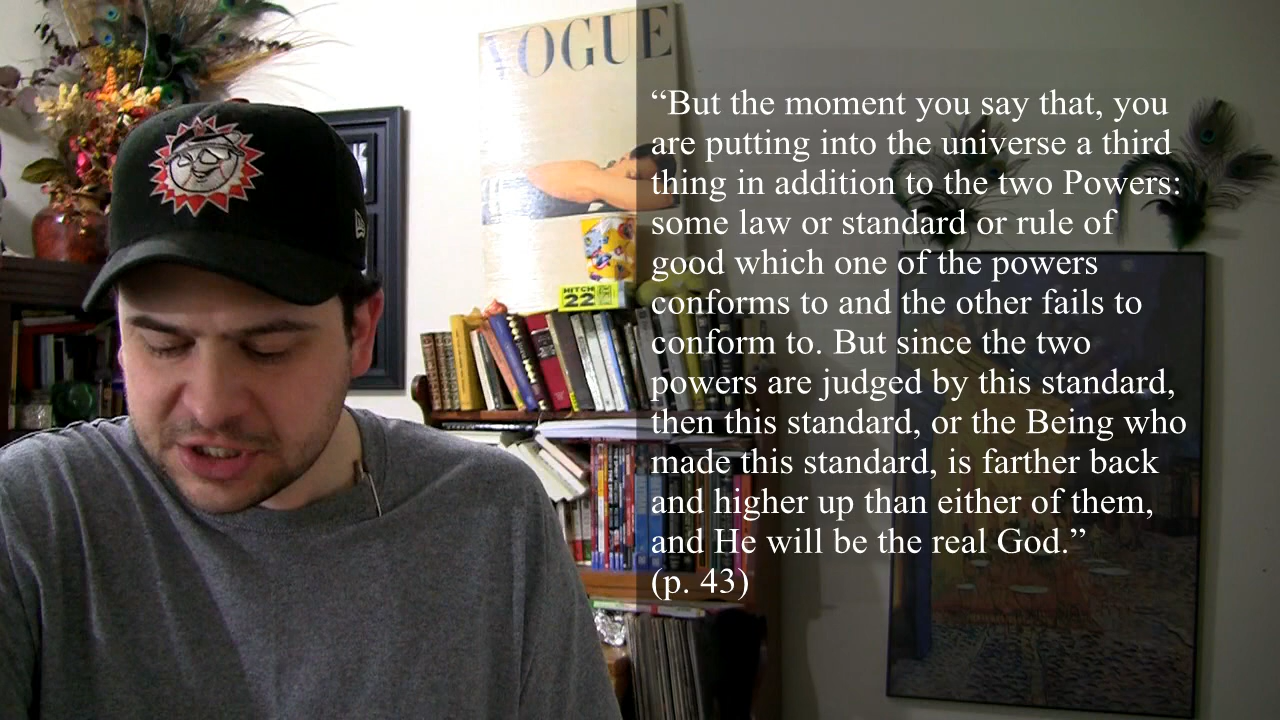 VOGUE
HITCH
22
“But the moment you say that, you
are putting into the universe a third
thing in addition to the two Powers:
some law or standard or rule of
good which one of the powers
conforms to and the other fails to
conform to. But since the two
powers are judged by this standard,
then this standard, or the Being who
made this standard, is farther back
and higher up than either of them,
and He will be the real God.”
(p. 43)